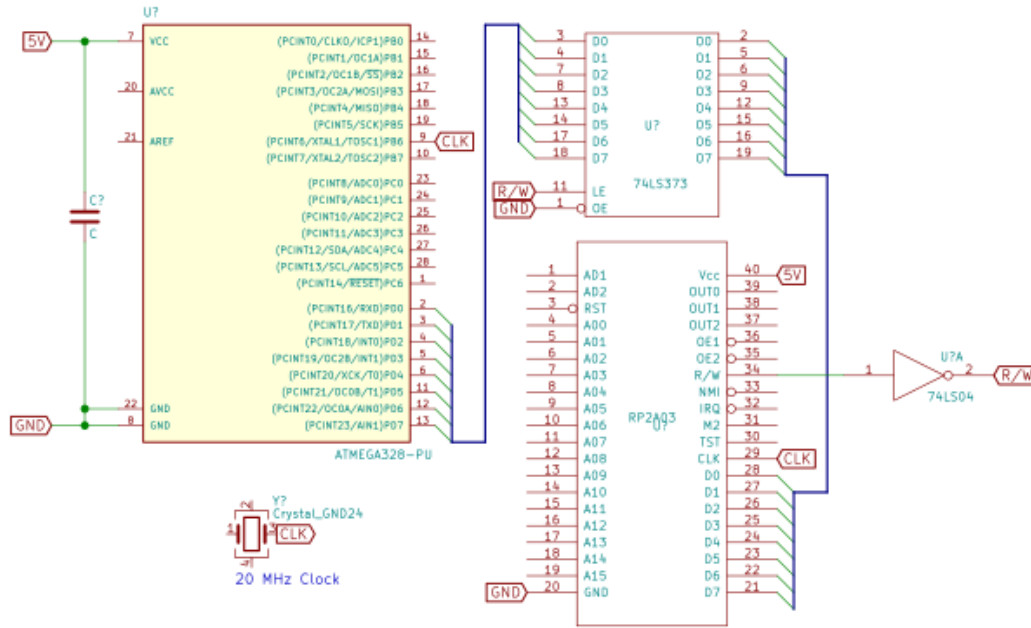 U?
5V
7 VCC
20 AVCC
21 AREF
C?
C
22 GND
GND 8 GND
(PCINT0/CLKO/ICP1)PB0 14
(PCINT1/OC1A)PB1 15
(PCINT2/OC1B/SS)PB2 16
(PCINT3/OC2A/MOSI)PB3 17
(PCINT4/MISO)PB4 18
(PCINT5/SCK)PB5 19
(PCINT6/XTAL1/TOSC1)PB6 9 CLK
(PCINT7/XTAL2/TOSC2)PB7 10
(PCINT8/ADC0)PC0 23
(PCINT9/ADC1)PC1 24
(PCINT10/ADC2)PC2 25
(PCINT11/ADC3)PC3 26
(PCINT12/SDA/ADC4)PC4 27
(PCINT13/SCL/ADC5)PC5 28
(PCINT14/RESET)PC6 1
(PCINT16/RXD)PD0 2
(PCINT17/TXD)PD1 3
(PCINT18/INT0)PD2 4
(PCINT19/OC2B/INT1)PD3 5
(PCINT20/XCK/T0)PD4 6
(PCINT21/OC0B/T1)PD5 11
(PCINT22/OC0A/AIN0)PD6 12
(PCINT23/AIN1)PD7 13
ATMEGA328-PU
3 D0 O0 2
4 D1 O1 5
7 D2 O2 6
8 D3 O3 9
13 D4 O4 12
14 D5 O5 15
17 D6 O6 16
18 D7 O7 19
U?
74LS373
R/W 11 LE
GND 1 OE
1 AD1 Vcc 40 5V
2 AD2 OUT0 39
3 RST OUT1 38
4 A00 OUT2 37
5 A01 OE1 36
6 A02 OE2 35
7 A03 R/W 34
8 A04 NMI 33
9 A05 IRQ 32
10 A06 M2 31
11 A07 TST 30
12 A08 CLK 29 CLK
13 A09 D0 28
14 A10 D1 27
15 A11 D2 26
16 A12 D3 25
17 A13 D4 24
18 A14 D5 23
19 A15 D6 22
GND 20 GND D7 21
RP2A03
U?
U?A
1 2 R/W
74LS04
Y?
Crystal_GND24
2
1 3 CLK
4
20 MHz Clock